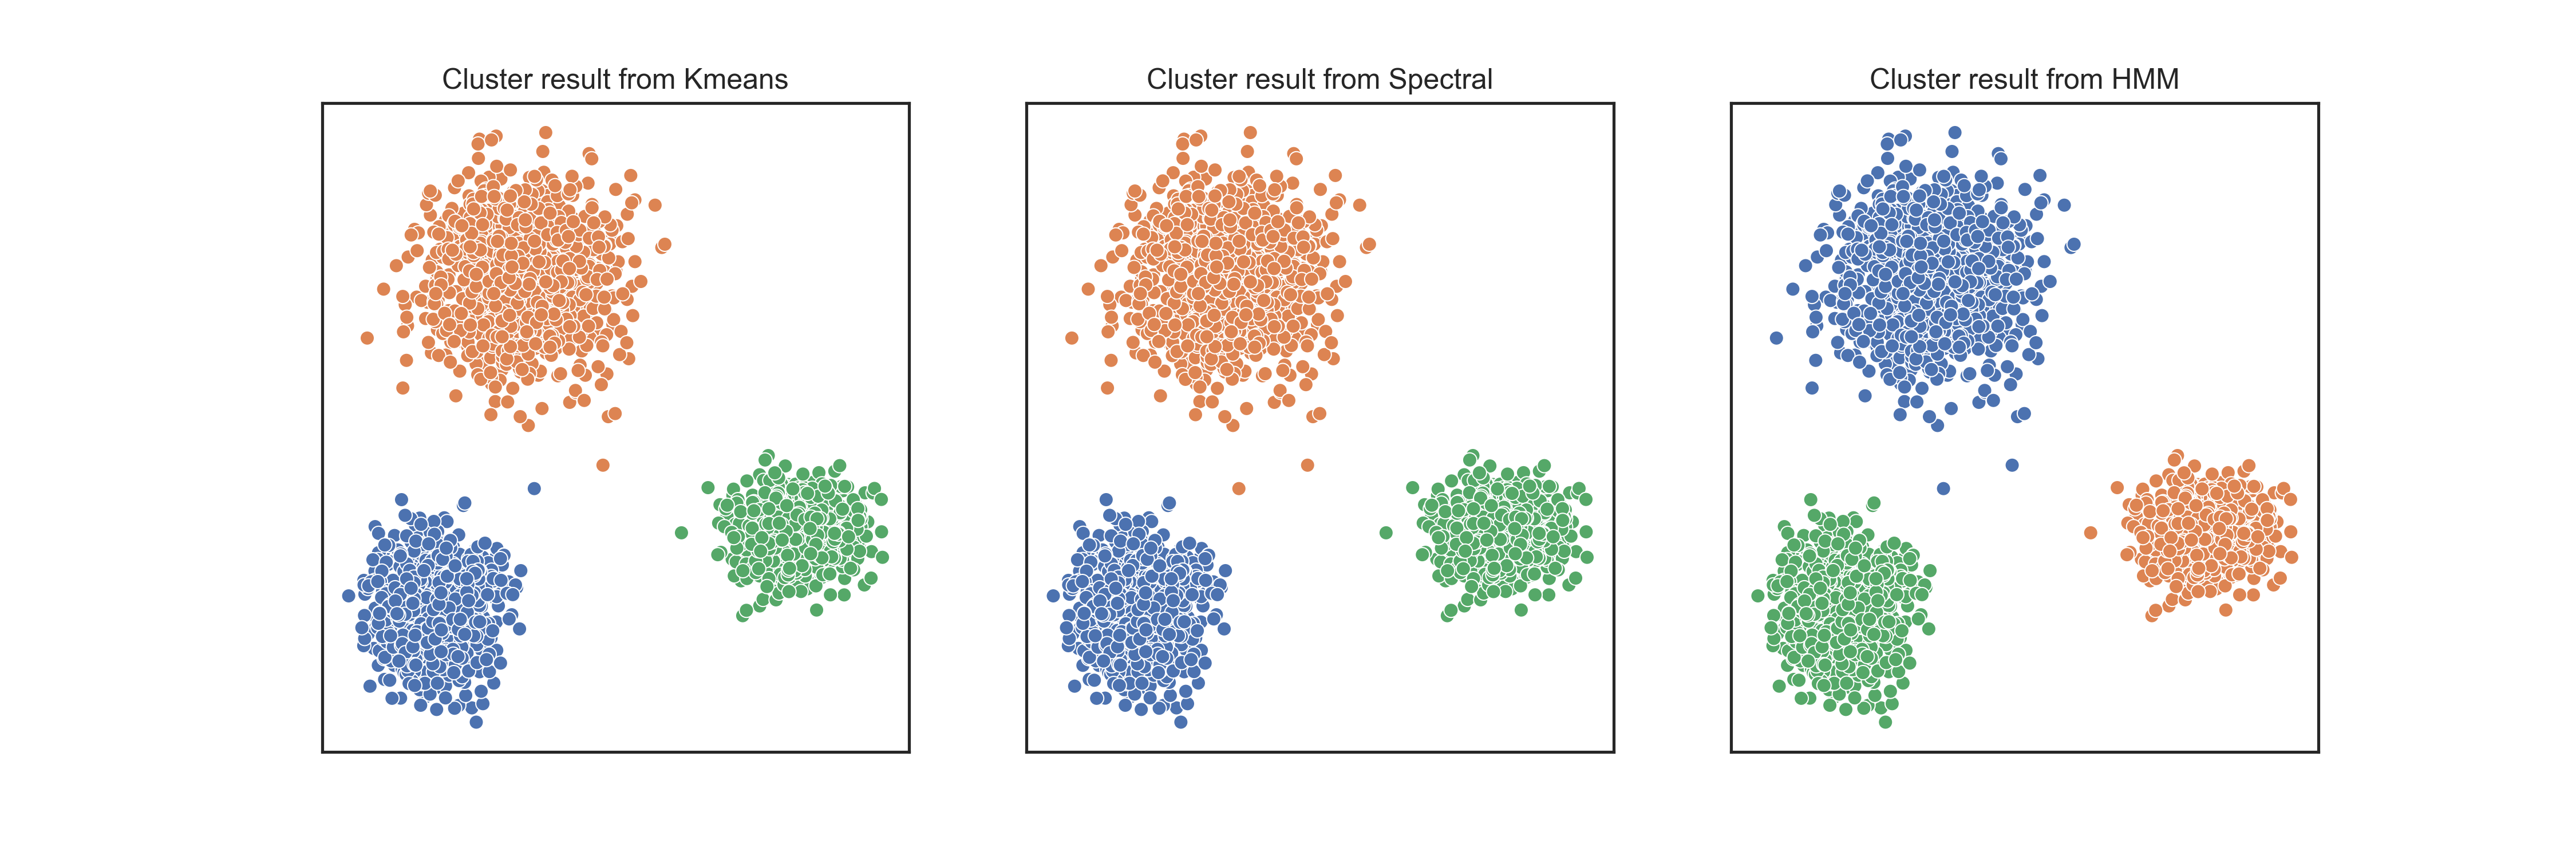 Cluster result from Kmeans
Cluster result from Spectral
Cluster result from HMM